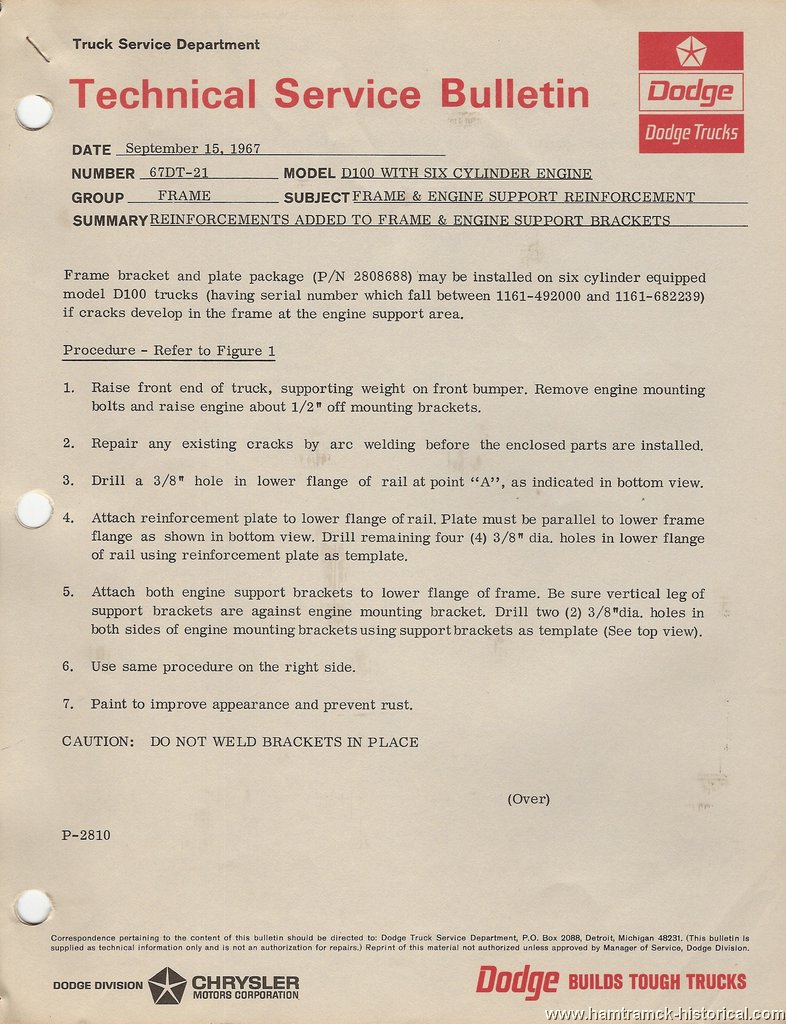 Truck Service Department
Technical Service Bulletin
Dodge
Dodge Trucks
DATE September 15, 1967
NUMBER 67DT-21 MODEL D100 WITH SIX CYLINDER ENGINE
GROUP FRAME SUBJECT FRAME & ENGINE SUPPORT REINFORCEMENT
SUMMARY REINFORCEMENTS ADDED TO FRAME & ENGINE SUPPORT BRACKETS
Frame bracket and plate package (P/N 2808688) may be installed on six cylinder equipped
model D100 trucks (having serial number which fall between 1161-492000 and 1161-682239)
if cracks develop in the frame at the engine support area.
Procedure - Refer to Figure 1
1. Raise front end of truck, supporting weight on front bumper. Remove engine mounting
bolts and raise engine about 1/2" off mounting brackets.
2. Repair any existing cracks by arc welding before the enclosed parts are installed.
3. Drill a 3/8" hole in lower flange of rail at point “A”, as indicated in bottom view.
4. Attach reinforcement plate to lower flange of rail. Plate must be parallel to lower frame
flange as shown in bottom view. Drill remaining four (4) 3/8" dia. holes in lower flange
of rail using reinforcement plate as template.
5. Attach both engine support brackets to lower flange of frame. Be sure vertical leg of
support brackets are against engine mounting bracket. Drill two (2) 3/8"dia. holes in
both sides of engine mounting brackets using support brackets as template (See top view).
6. Use same procedure on the right side.
7. Paint to improve appearance and prevent rust.
CAUTION: DO NOT WELD BRACKETS IN PLACE
(Over)
P-2810
Correspondence pertaining to the content of this bulletin should be directed to: Dodge Truck Service Department, P.O. Box 2088, Detroit, Michigan 48231. (This bulletin is
supplied as technical information only and is not an authorization for repairs.) Reprint of this material not authorized unless approved by Manager of Service, Dodge Division.
DODGE DIVISION CHRYSLER
MOTORS CORPORATION
Dodge BUILDS TOUGH TRUCKS
www.hamtramck-historical.com